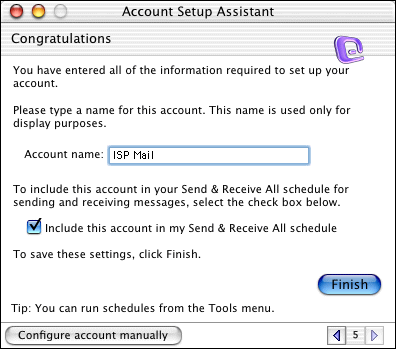 Account Setup Assistant
Congratulations
You have entered all of the information required to set up your
account.
Please type a name for this account. This name is used only for
display purposes.
Account name: ISP Mail
To include this account in your Send & Receive All schedule for
sending and receiving messages, select the check box below.
Include this account in my Send & Receive All schedule
To save these settings, click Finish.
Finish
Tip: You can run schedules from the Tools menu.
Configure account manually 5